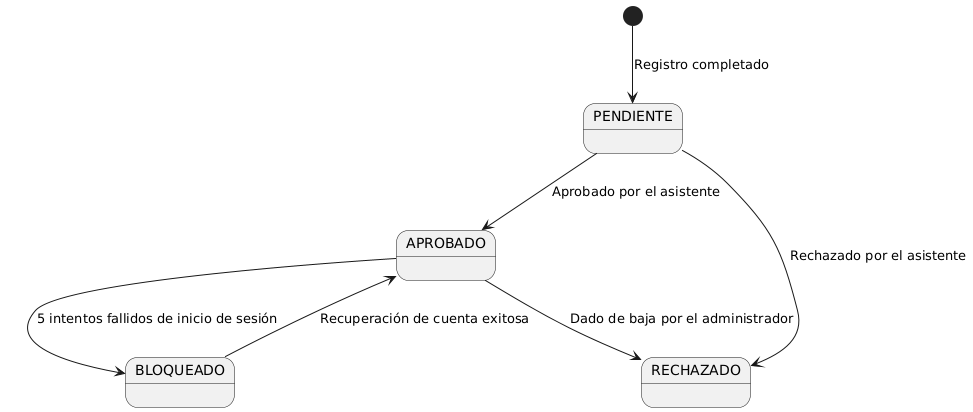 Registro completado
PENDIENTE
Aprobado por el asistente
APROBADO
Rechazado por el asistente
5 intentos fallidos de inicio de sesión
Recuperación de cuenta exitosa
Dado de baja por el administrador
BLOQUEADO
RECHAZADO